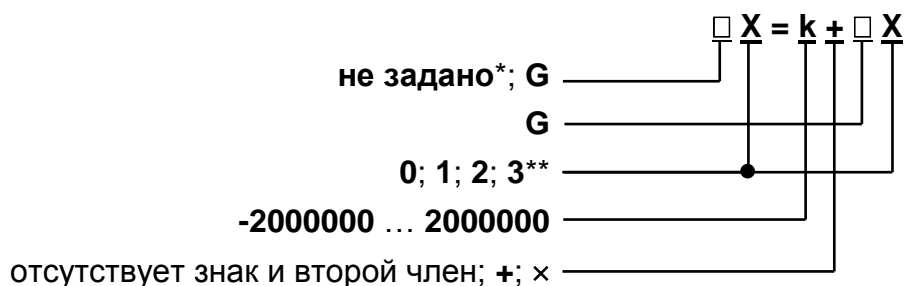 □ X = k + □ X
не задано*; G
G
0; 1; 2; 3**
-2000000 … 2000000
отсутствует знак и второй член; +; ×